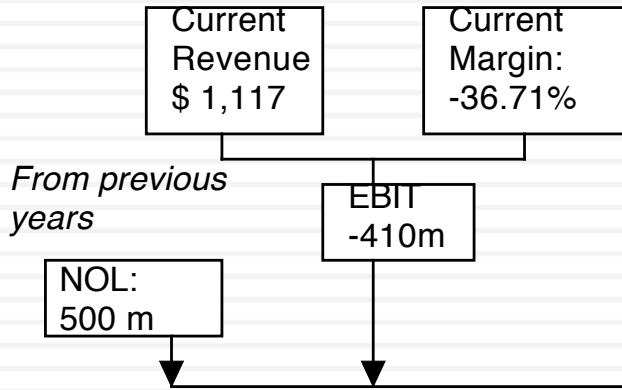 Current
Revenue
$ 1,117
Current
Margin:
-36.71%
From previous
years
EBIT
-410m
NOL:
500 m